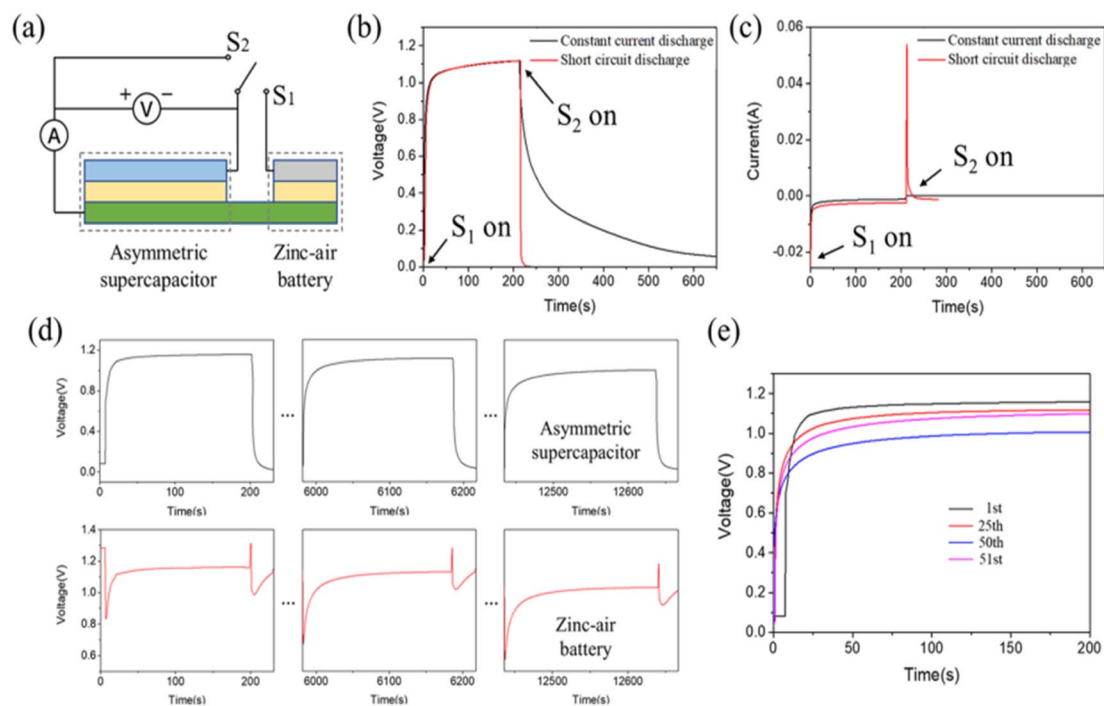 (a)
S2
S1
+ V −
A
Asymmetric
supercapacitor
Zinc-air
battery
(b)
Voltage(V)
1.2
1.0
0.8
0.6
0.4
0.2
0.0
Constant current discharge
Short circuit discharge
S2 on
S1 on
0 100 200 300 400 500 600
Time(s)
(c)
Current(A)
0.06
0.04
0.02
0.00
-0.02
Constant current discharge
Short circuit discharge
S2 on
S1 on
0 100 200 300 400 500 600
Time(s)
(d)
Voltage(V)
1.2
0.8
0.4
0.0
... ...
Asymmetric
supercapacitor
0 100 200
6000 6100 6200
12500 12600
Time(s) Time(s) Time(s)
Voltage(V)
1.4
1.2
1.0
0.8
0.6
... ...
Zinc-air
battery
0 100 200
6000 6100 6200
12500 12600
Time(s) Time(s) Time(s)
(e)
Voltage(V)
1.2
1.0
0.8
0.6
0.4
0.2
0.0
1st
25th
50th
51st
0 50 100 150 200
Time(s)